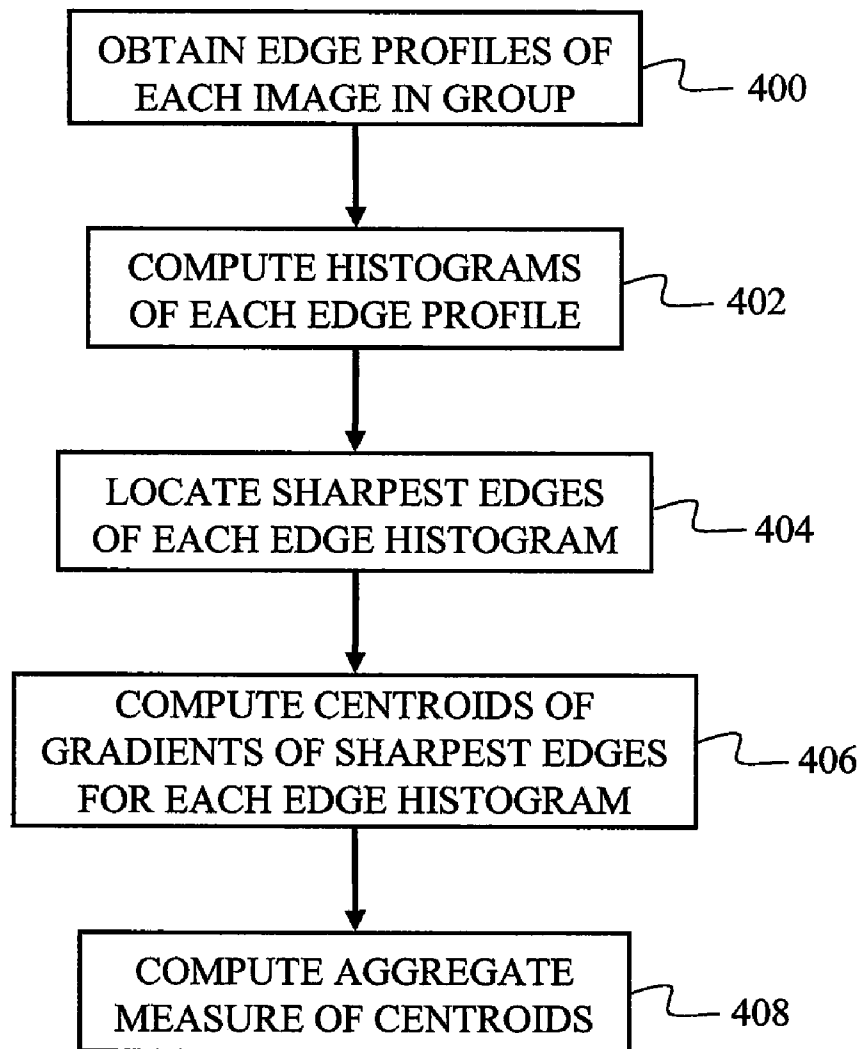 OBTAIN EDGE PROFILES OF
EACH IMAGE IN GROUP
400
COMPUTE HISTOGRAMS
OF EACH EDGE PROFILE
402
LOCATE SHARPEST EDGES
OF EACH EDGE HISTOGRAM
404
COMPUTE CENTROIDS OF
GRADIENTS OF SHARPEST EDGES
FOR EACH EDGE HISTOGRAM
406
COMPUTE AGGREGATE
MEASURE OF CENTROIDS
408